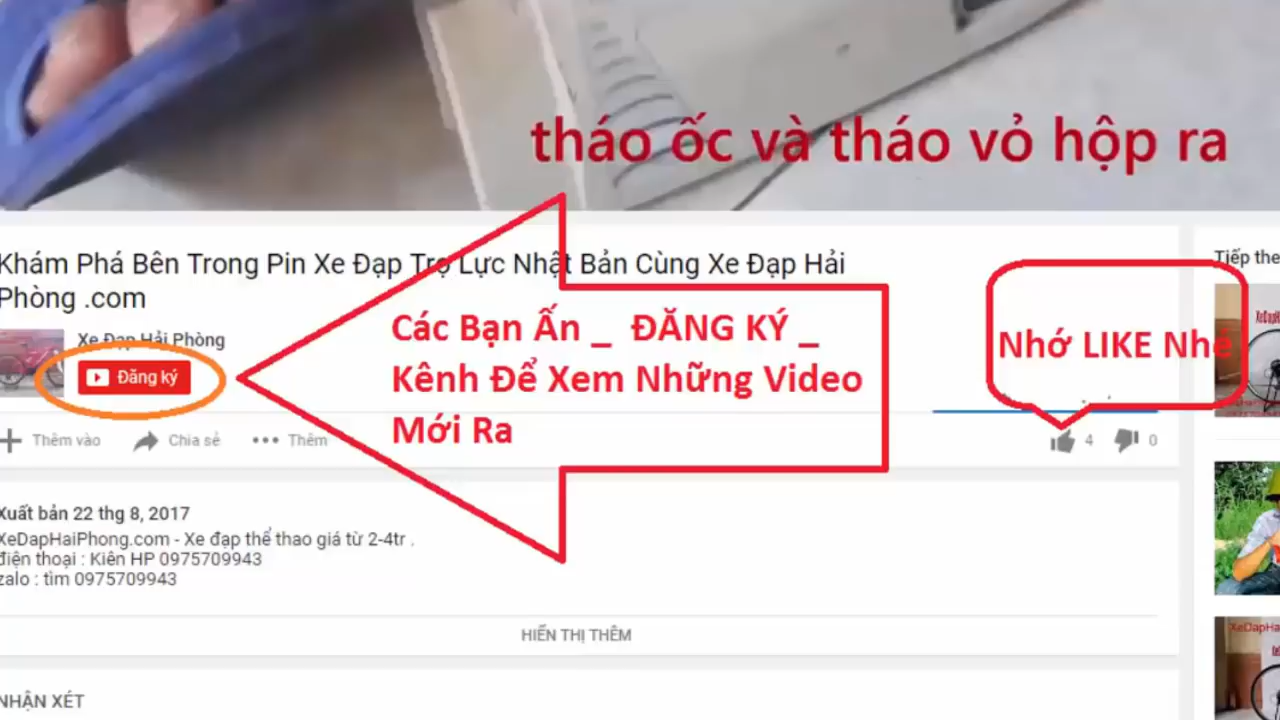 tháo ốc và tháo vỏ hộp ra
Khám Phá Bên Trong Pin Xe Đạp Trợ Lực Nhật Bản Cùng Xe Đạp Hải
Phòng .com
Xe Đạp Hải Phòng
Đăng ký
Các Bạn Ấn _ ĐĂNG KÝ _
Kênh Để Xem Những Video
Mới Ra
Nhớ LIKE Nhé
Tiếp the
Thêm vào
Chia sẻ
Thêm
4
0
Xuất bản 22 thg 8, 2017
XeDapHaiPhong.com - Xe đạp thể thao giá từ 2-4tr .
điện thoại : Kiên HP 0975709943
zalo : tìm 0975709943
HIỂN THỊ THÊM
NHẬN XÉT
XeDapHa